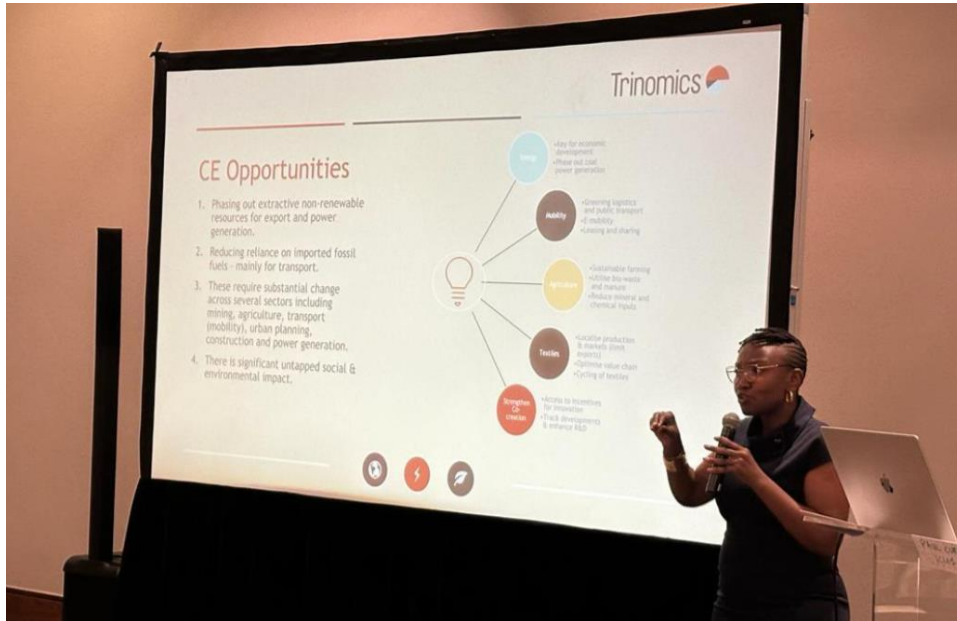 Trinomics
CE Opportunities
1. Phasing out extractive non-renewable
resources for export and power
generation.
2. Reducing reliance on imported fossil
fuels - mainly for transport.
3. These require substantial change
across several sectors including
mining, agriculture, transport
(mobility), urban planning,
construction and power generation.
4. There is significant untapped social &
environmental impact.
Energy
•Key for economic
development
•Phase out coal
power generation
Mobility
•Greening logistics
and public transport
•E mobility
•Leasing and sharing
Agriculture
•Sustainable farming
•Utilise bio-waste
and manure
•Reduce mineral and
chemical inputs
Textiles
•Localise production
& markets (limit
exports)
•Optimise value chain
•Cycling of textiles
Strengthen
Co-
creation
•Access to incentives
for innovation
•Track developments
& enhance R&D